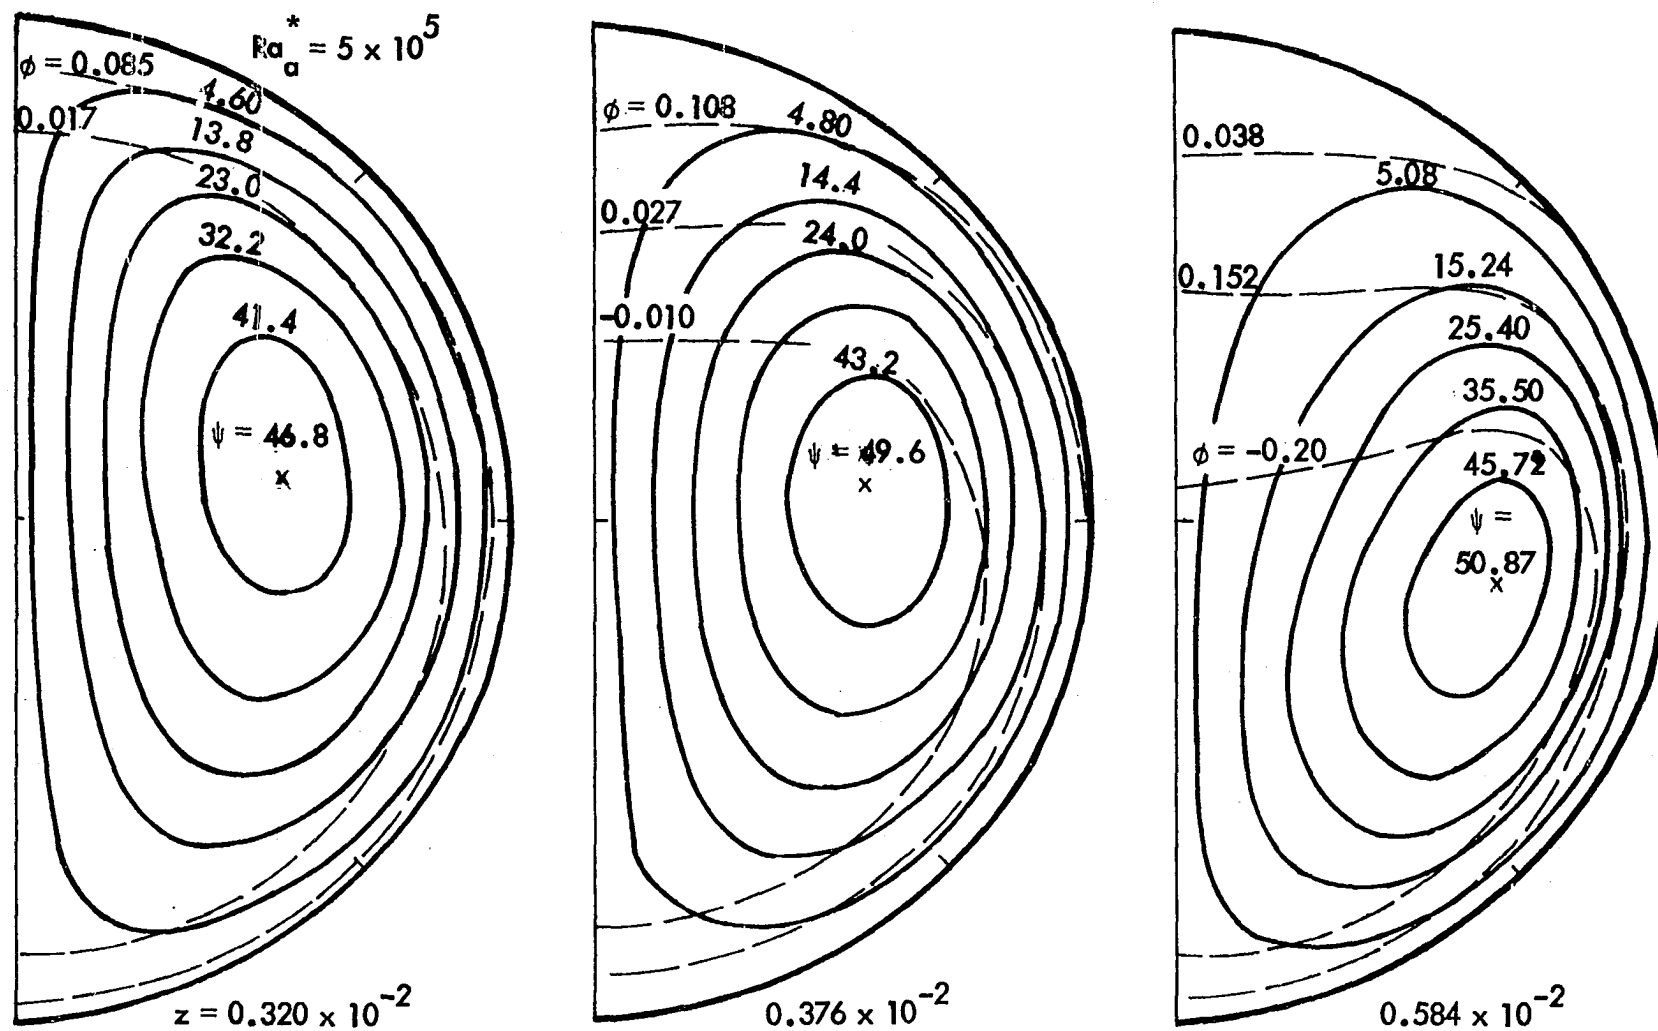 Ra*a = 5 x 10^5
ϕ = 0.085
4.60
0.017
13.8
23.0
32.2
41.4
ψ = 46.8
x
z = 0.320 x 10^-2
ϕ = 0.108
4.80
14.4
0.027
24.0
-0.010
43.2
ψ = 49.6
x
0.376 x 10^-2
0.038
5.08
0.152
15.24
25.40
35.50
ϕ = -0.20
45.72
ψ =
50.87
x
0.584 x 10^-2